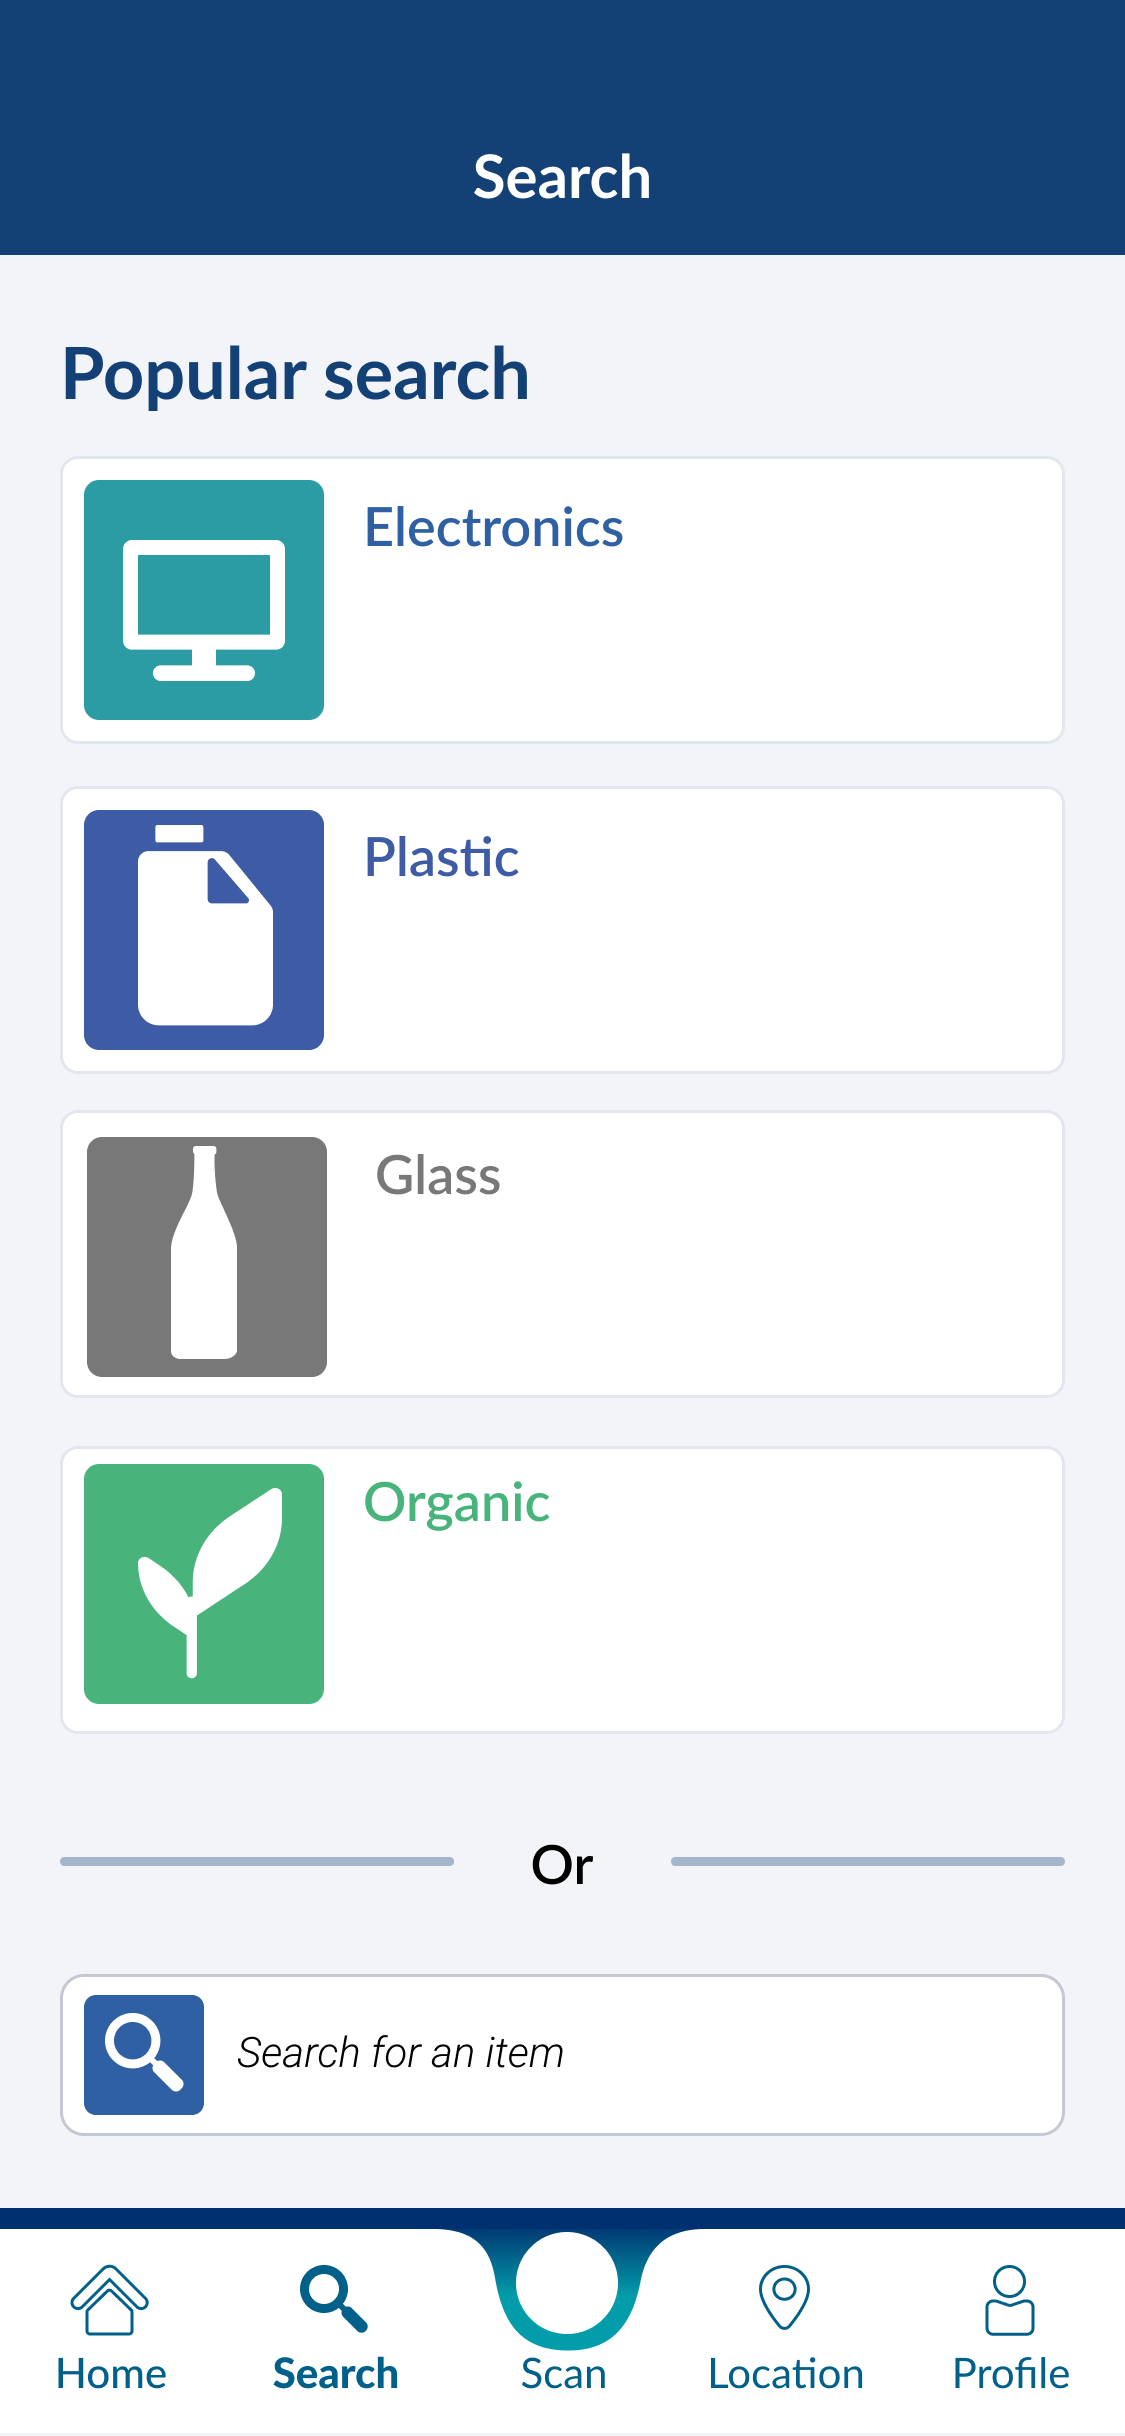 Search
Popular search
Electronics
Plastic
Glass
Organic
Or
Search for an item
Home
Search
Scan
Location
Profile